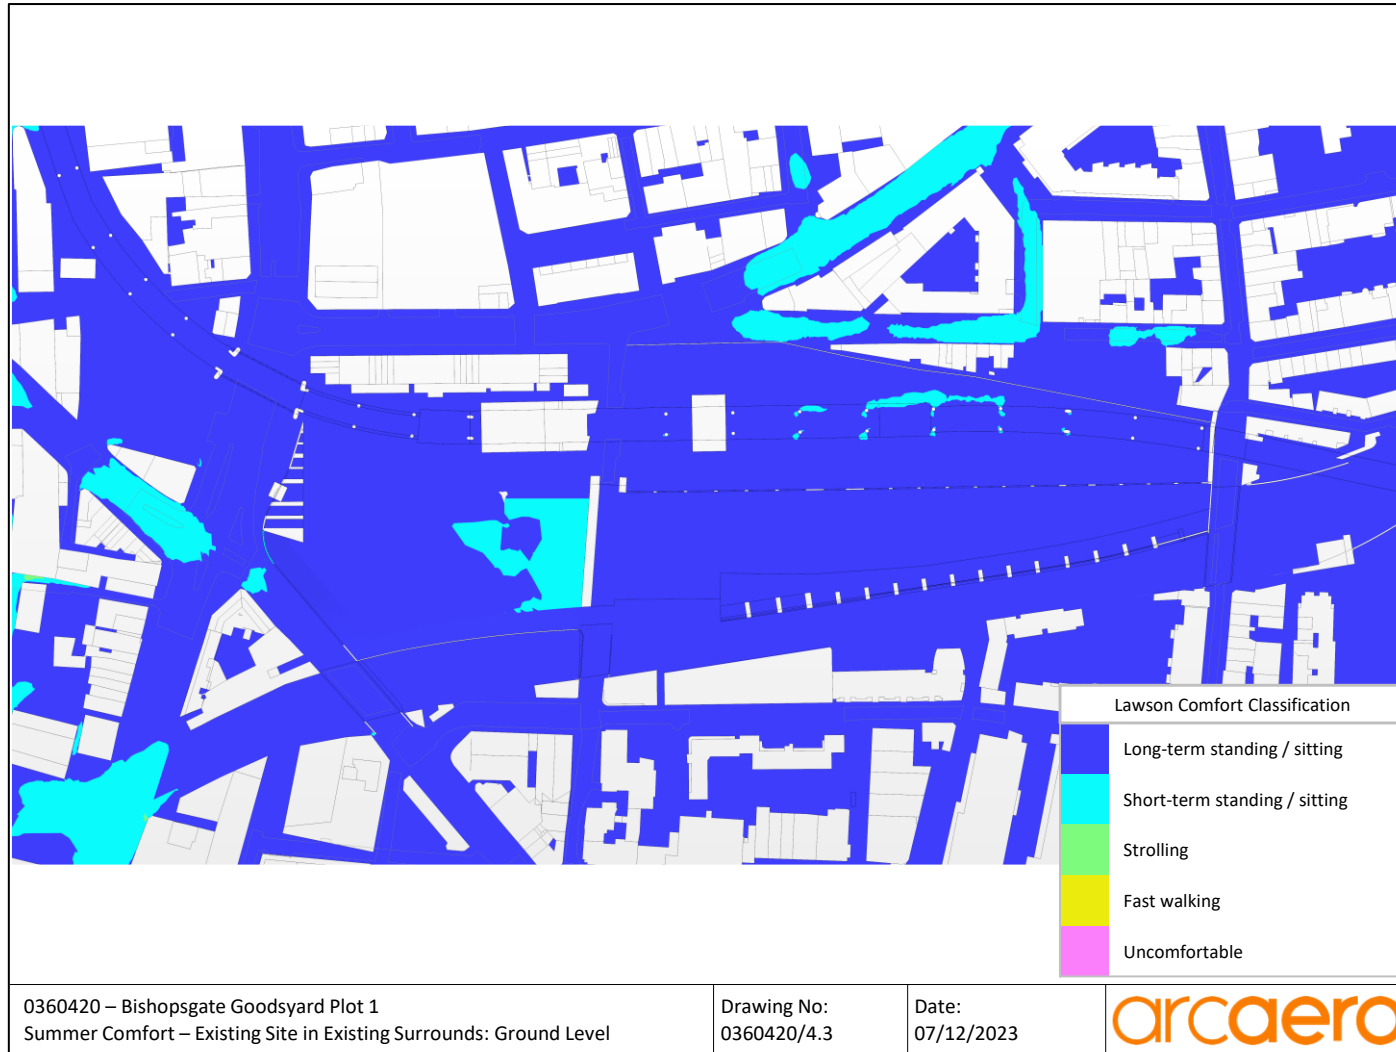 Lawson Comfort Classification
Long-term standing / sitting
Short-term standing / sitting
Strolling
Fast walking
Uncomfortable
0360420 – Bishopsgate Goodsyard Plot 1
Summer Comfort – Existing Site in Existing Surrounds: Ground Level
Drawing No:
0360420/4.3
Date:
07/12/2023
arcaero